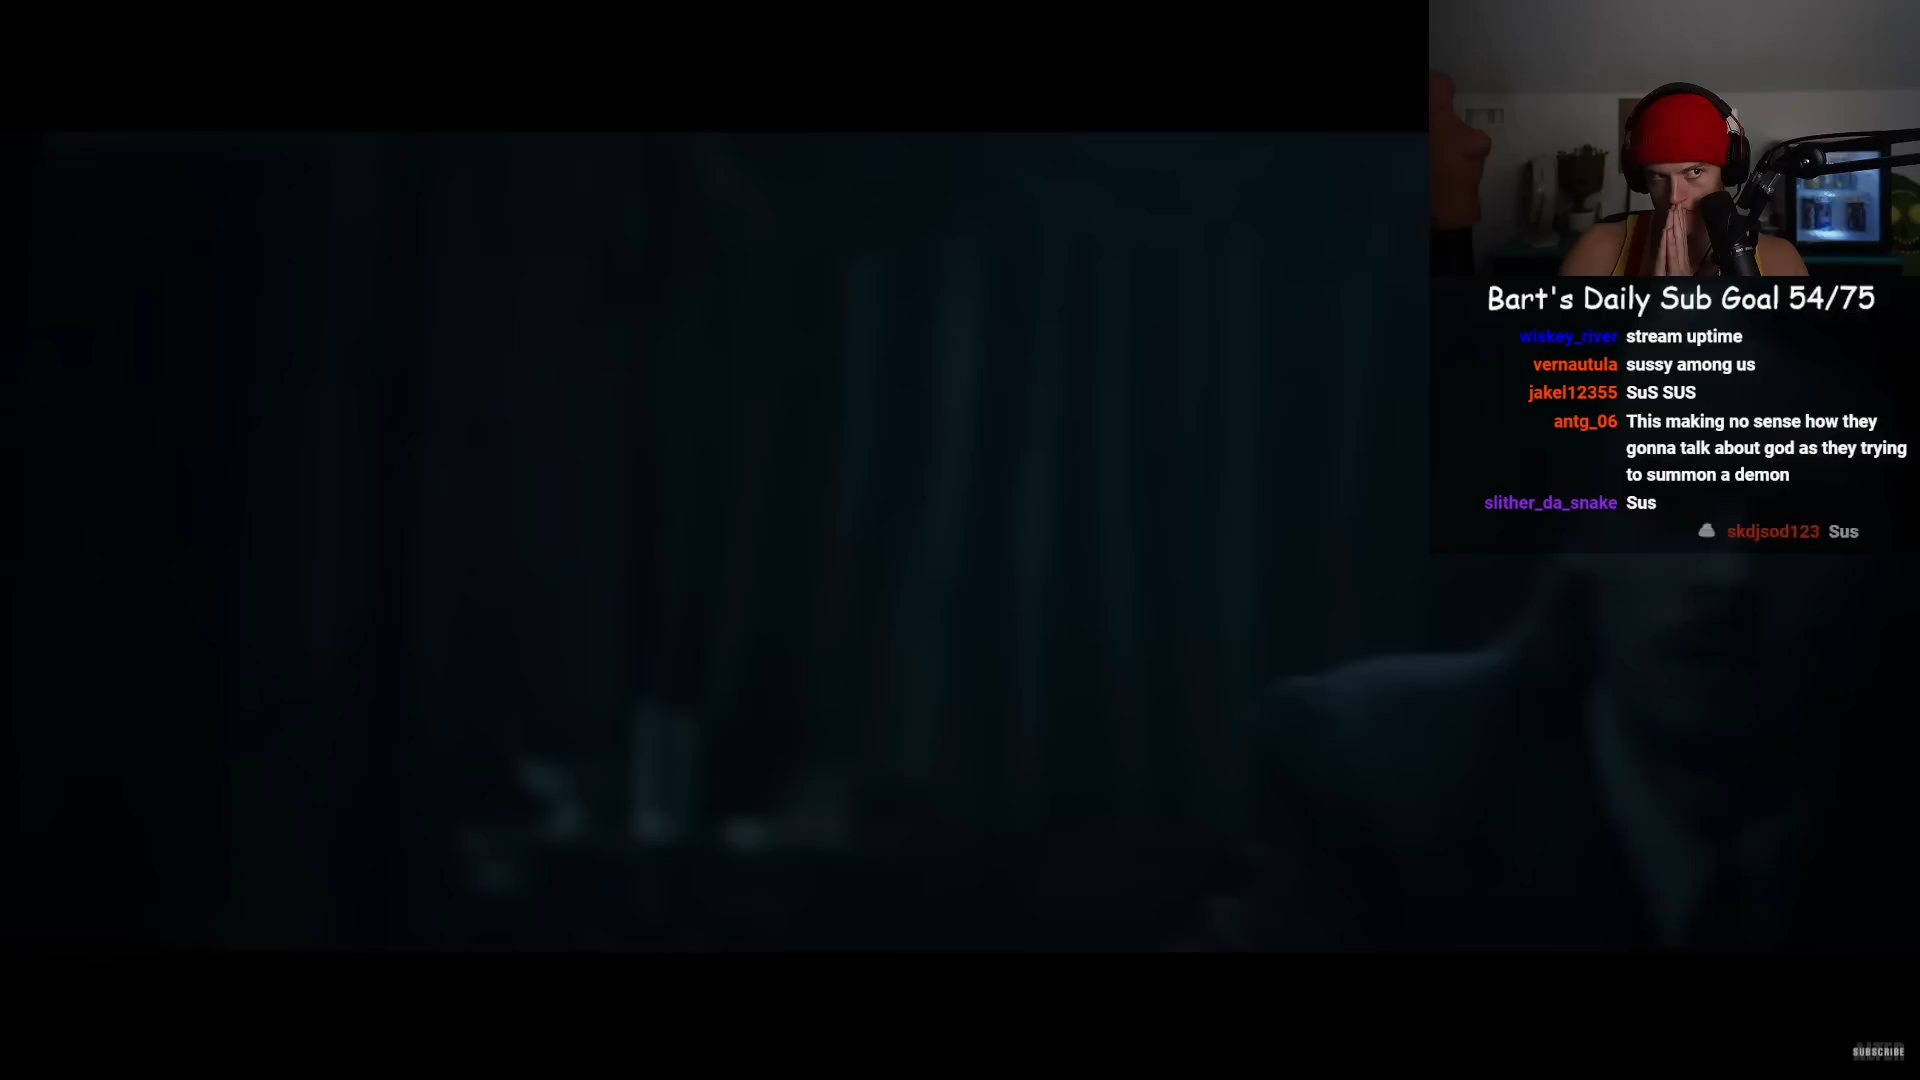 Bart's Daily Sub Goal 54/75
wiskey_river stream uptime
vernautula sussy among us
jakel12355 SuS SUS
antg_06 This making no sense how they
gonna talk about god as they trying
to summon a demon
slither_da_snake Sus
skdjsod123 Sus
ALTER
SUBSCRIBE